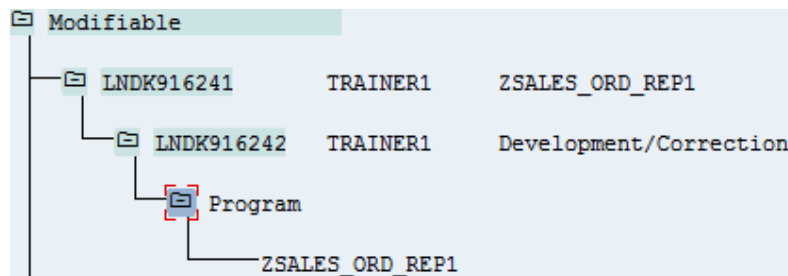 Modifiable
LNDK916241 TRAINER1 ZSALES_ORD_REP1
LNDK916242 TRAINER1 Development/Correction
Program
ZSALES_ORD_REP1